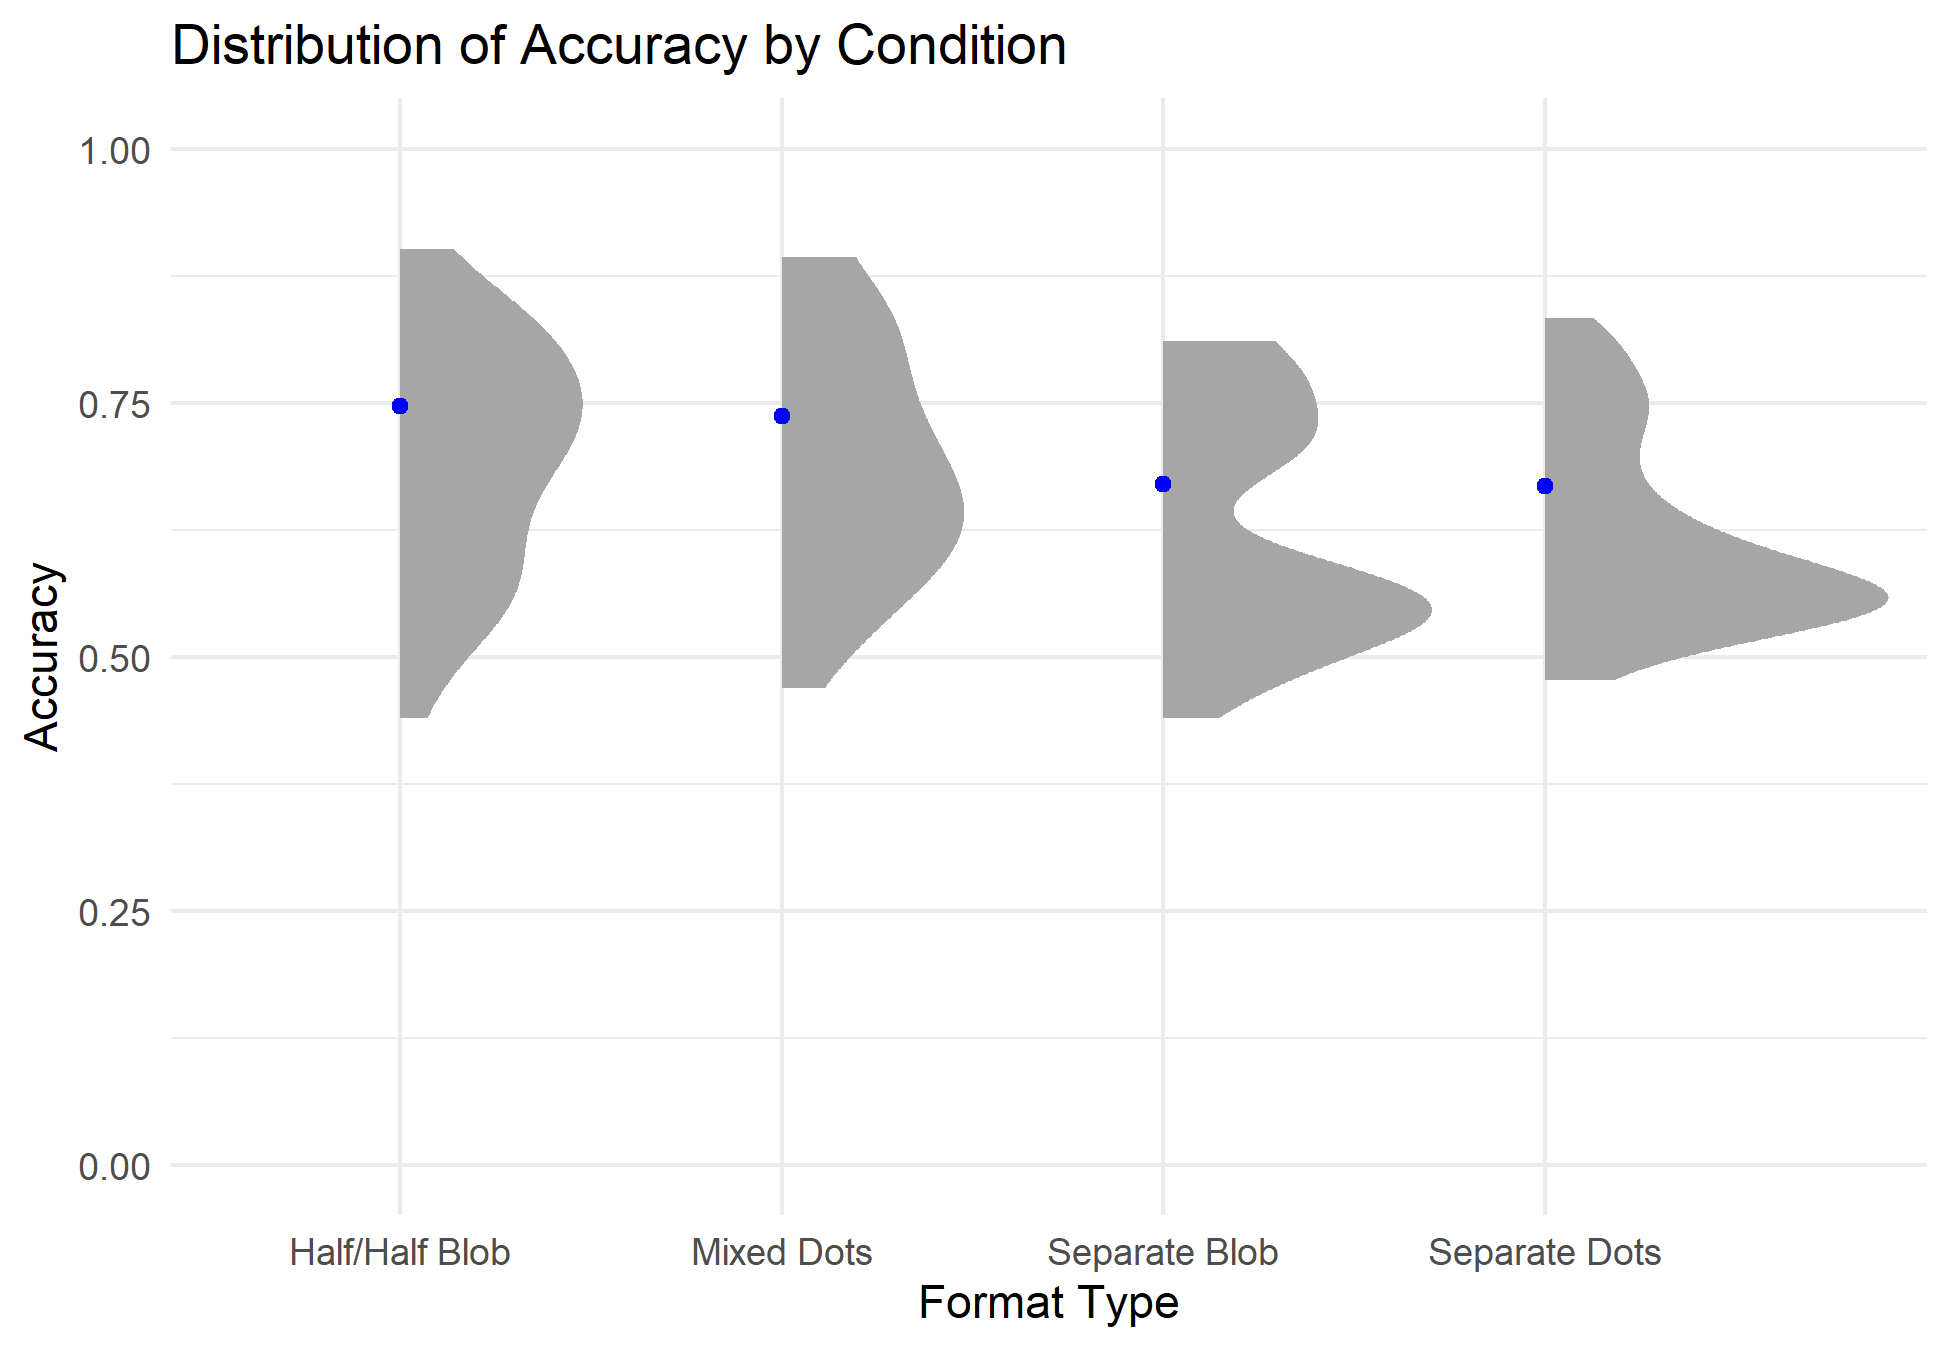 Distribution of Accuracy by Condition
1.00
0.75
0.50
0.25
0.00
Accuracy
Half/Half Blob
Mixed Dots
Separate Blob
Separate Dots
Format Type